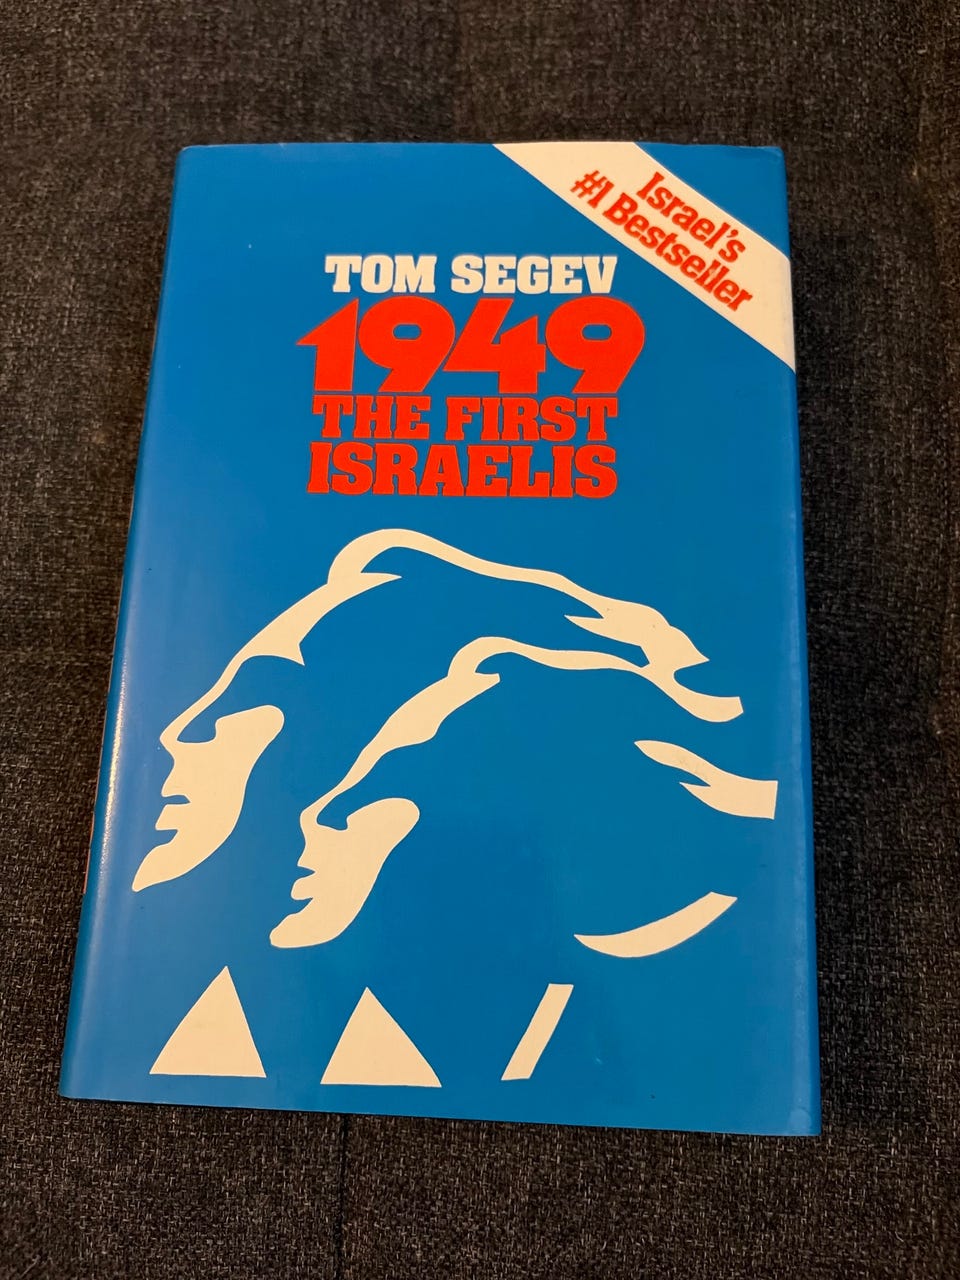 Israel's
#1 Bestseller
TOM SEGEV
1949
THE FIRST
ISRAELIS